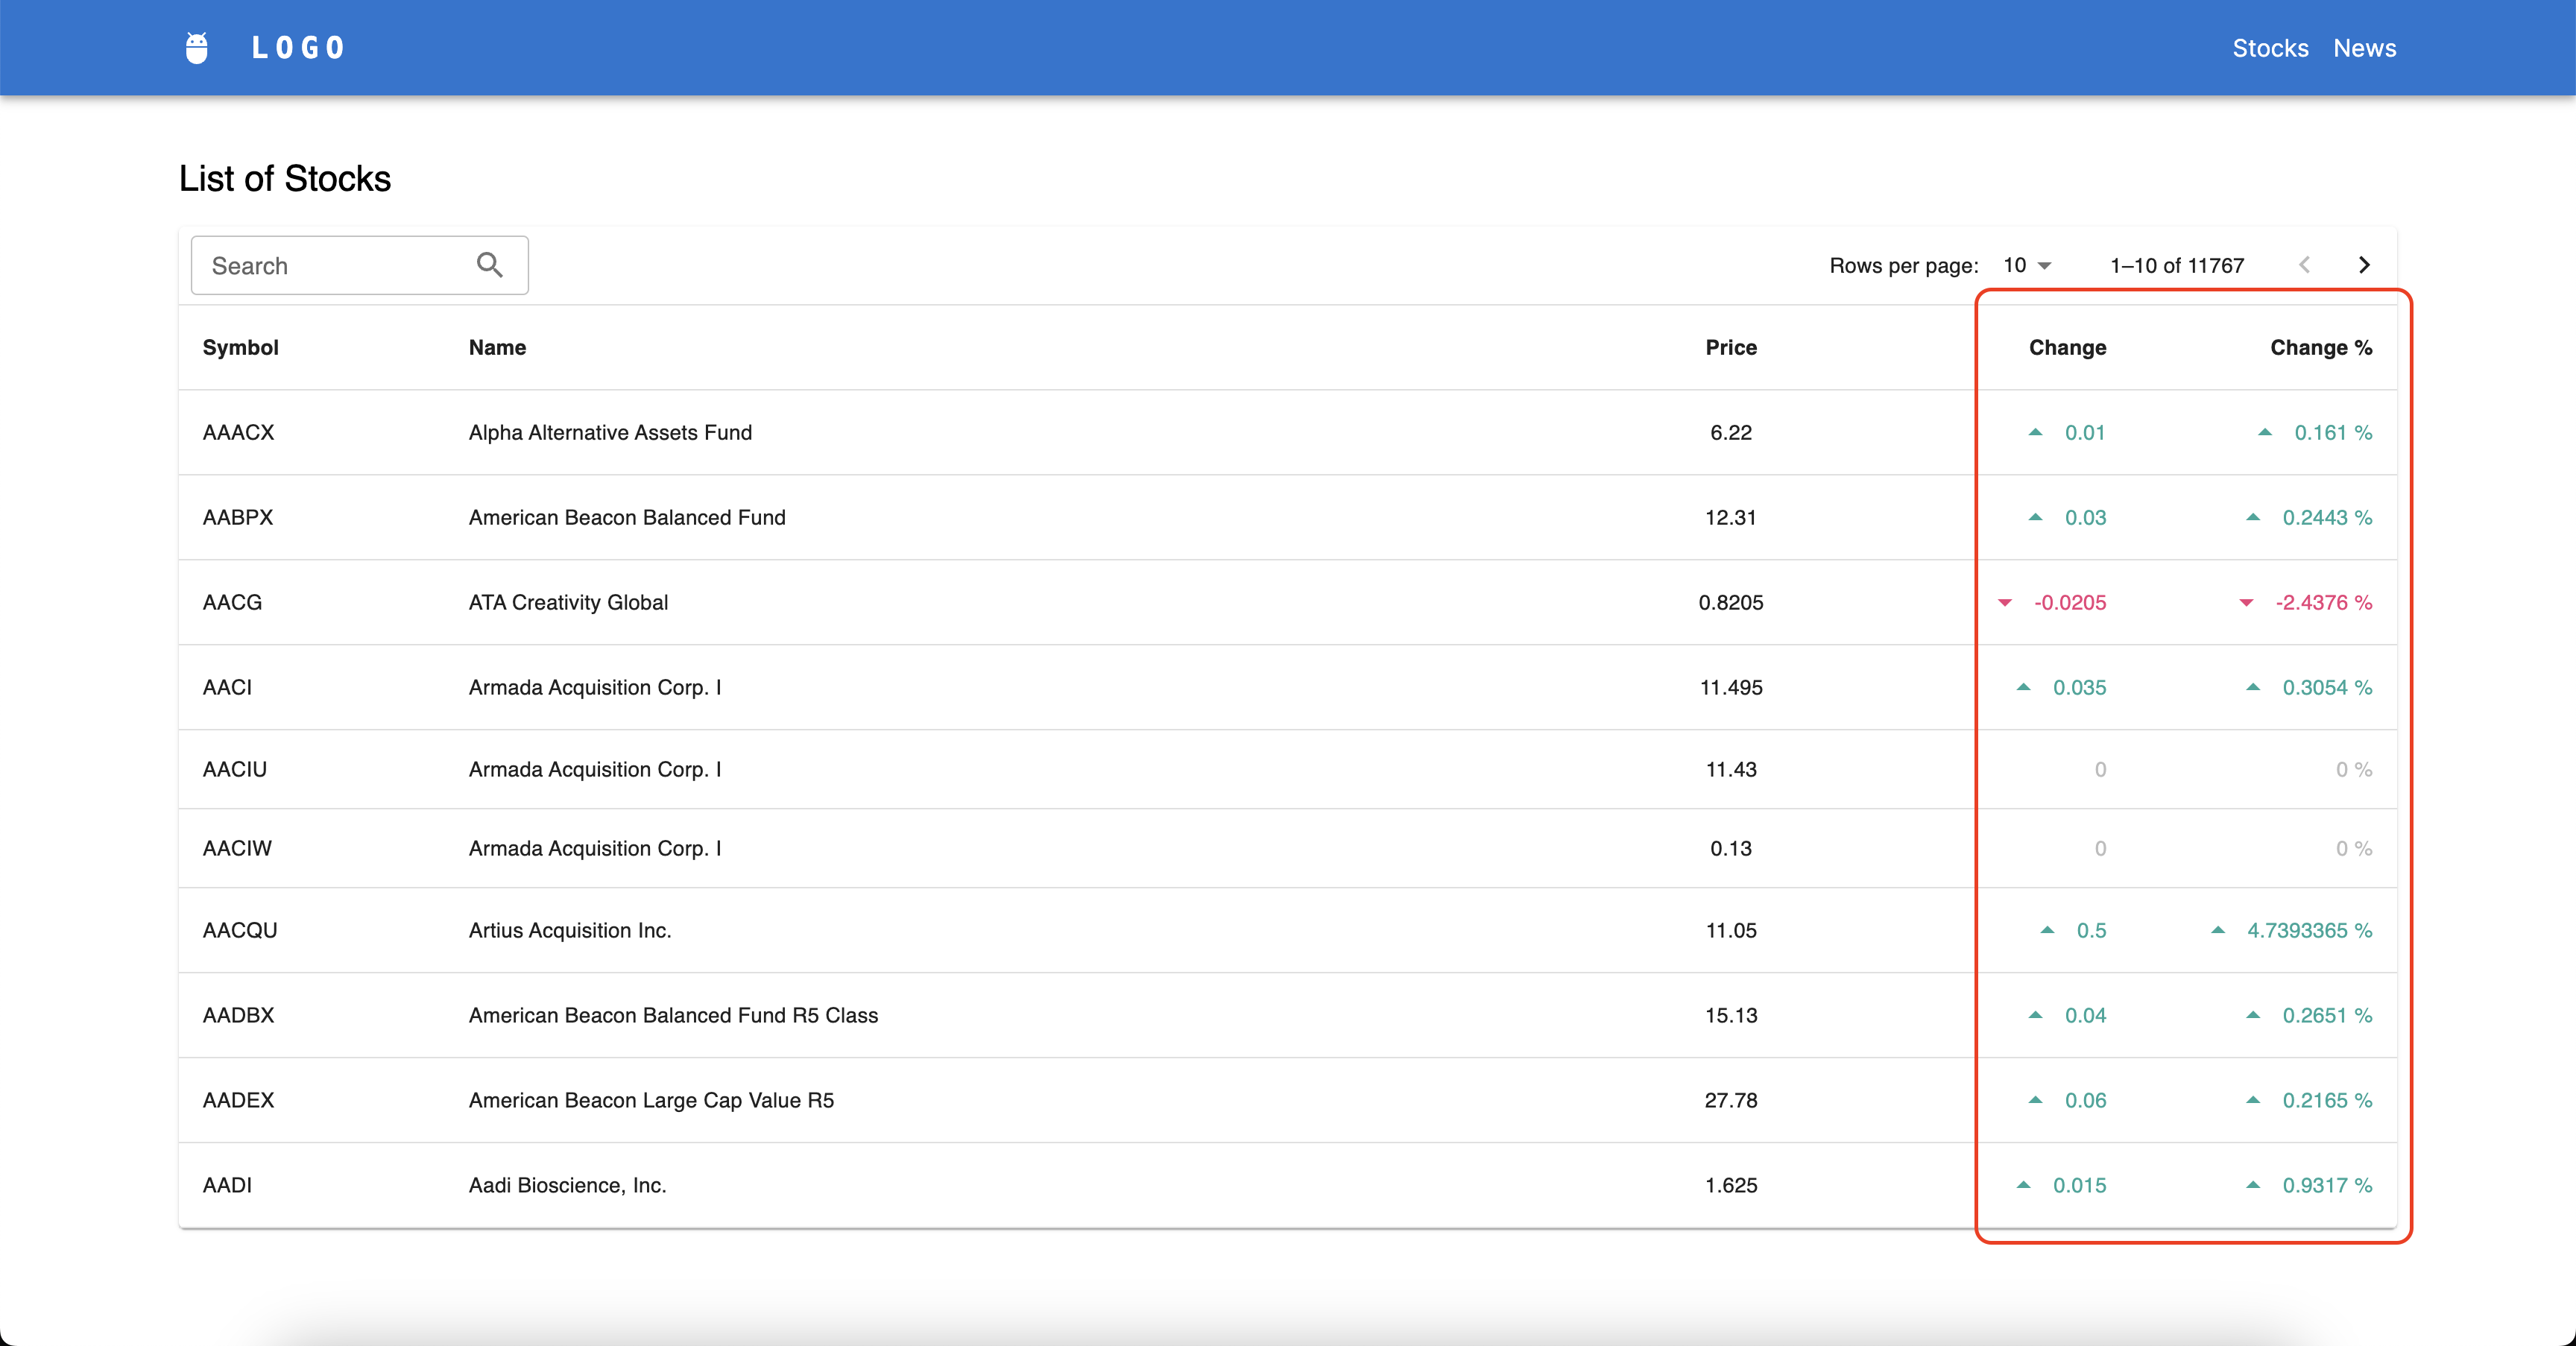 LOGO Stocks News
List of Stocks
Search Rows per page: 10 1–10 of 11767
Symbol Name Price Change Change %
AAACX Alpha Alternative Assets Fund 6.22 0.01 0.161 %
AABPX American Beacon Balanced Fund 12.31 0.03 0.2443 %
AACG ATA Creativity Global 0.8205 -0.0205 -2.4376 %
AACI Armada Acquisition Corp. I 11.495 0.035 0.3054 %
AACIU Armada Acquisition Corp. I 11.43 0 0 %
AACIW Armada Acquisition Corp. I 0.13 0 0 %
AACQU Artius Acquisition Inc. 11.05 0.5 4.7393365 %
AADBX American Beacon Balanced Fund R5 Class 15.13 0.04 0.2651 %
AADEX American Beacon Large Cap Value R5 27.78 0.06 0.2165 %
AADI Aadi Bioscience, Inc. 1.625 0.015 0.9317 %